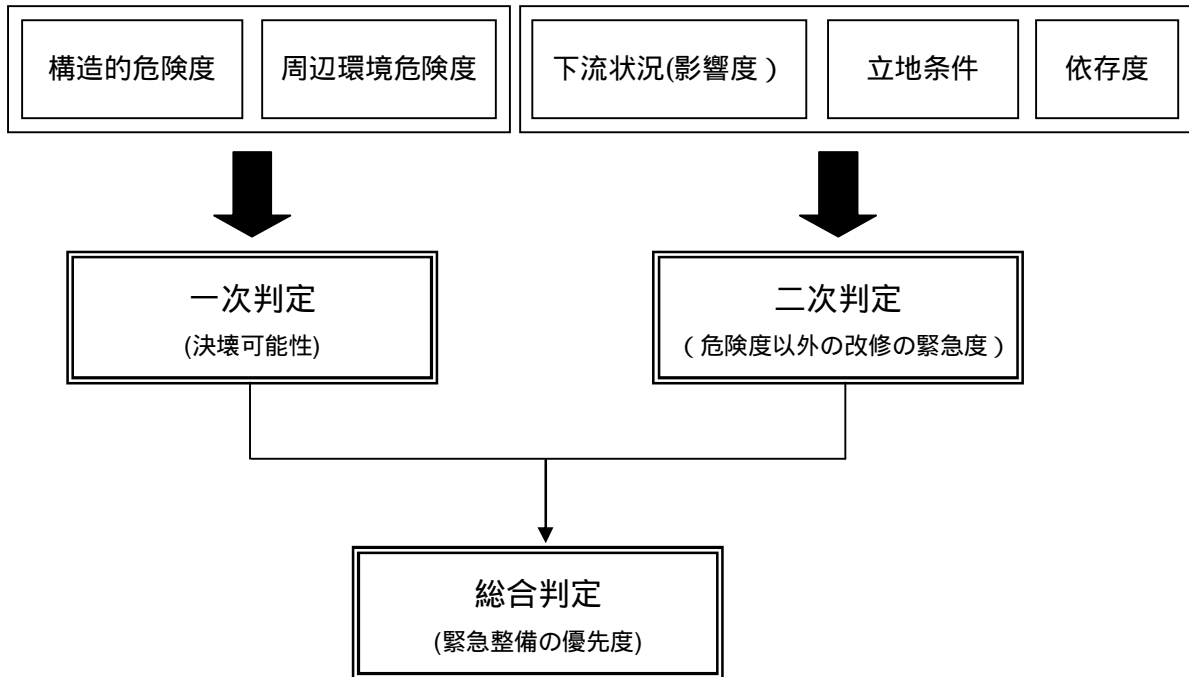 構造的危険度
周辺環境危険度
下流状況(影響度)
立地条件
依存度
一次判定
(決壊可能性)
二次判定
(危険度以外の改修の緊急度)
総合判定
(緊急整備の優先度)